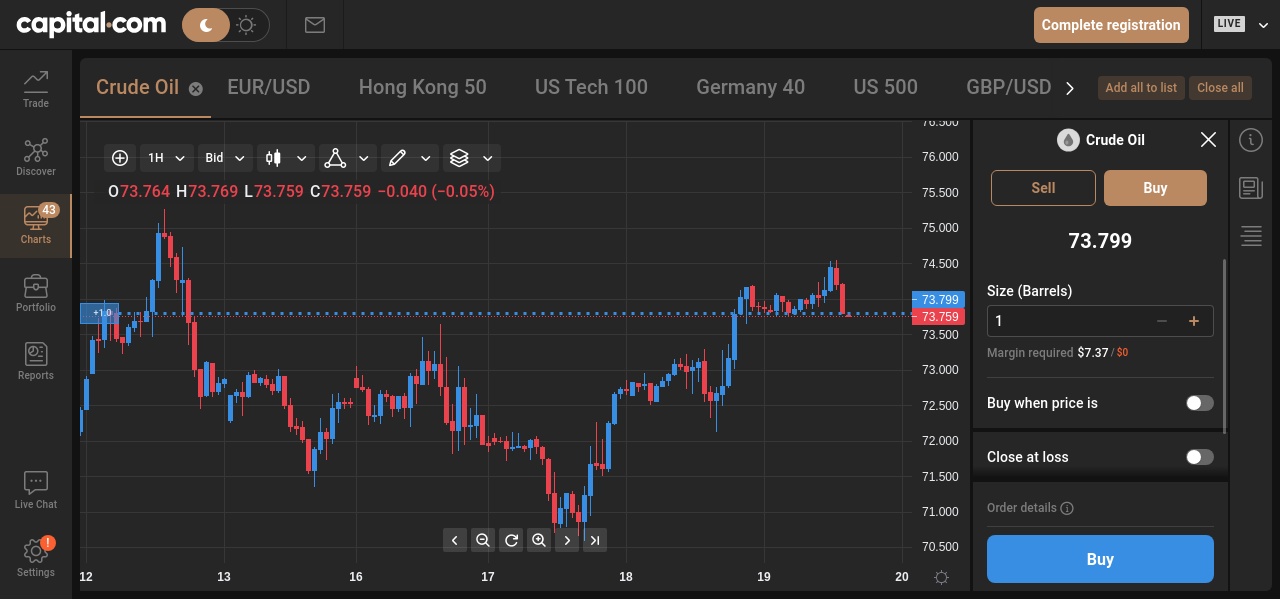 capital.com
Complete registration
LIVE
Trade
Discover
43
Charts
Portfolio
Reports
Live Chat
!
Settings
Crude Oil
EUR/USD
Hong Kong 50
US Tech 100
Germany 40
US 500
GBP/USD
Add all to list
Close all
1H
Bid
O73.764 H73.769 L73.759 C73.759 −0.040 (−0.05%)
+1.0
76.500
76.000
75.500
75.000
74.500
73.799
73.759
73.500
73.000
72.500
72.000
71.500
71.000
70.500
12
13
16
17
18
19
20
Crude Oil
Sell
Buy
73.799
Size (Barrels)
1
Margin required $7.37 / $0
Buy when price is
Close at loss
Order details
Buy